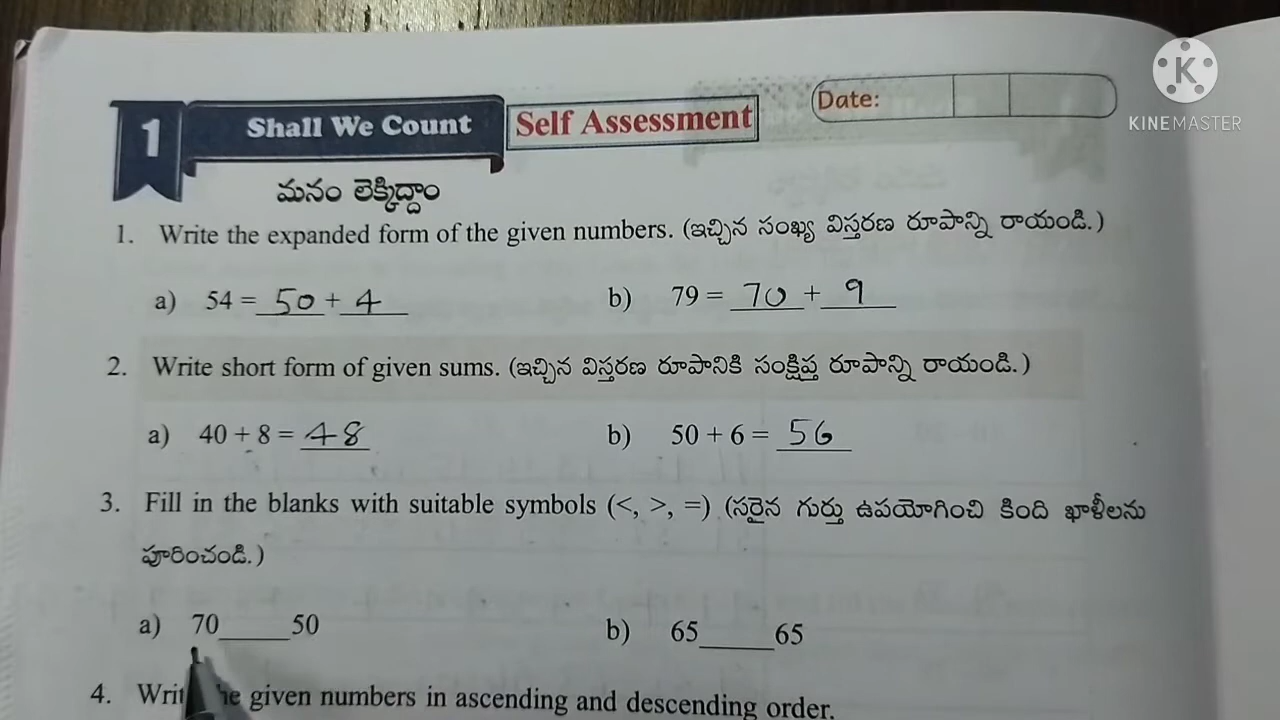 1 Shall We Count Self Assessment Date:
K
KINEMASTER
మనం లెక్కిద్దాం
1. Write the expanded form of the given numbers. (ఇచ్చిన సంఖ్య విస్తరణ రూపాన్ని రాయండి.)
a) 54 = 50 + 4 b) 79 = 70 + 9
2. Write short form of given sums. (ఇచ్చిన విస్తరణ రూపానికి సంక్షిప్త రూపాన్ని రాయండి.)
a) 40 + 8 = 48 b) 50 + 6 = 56
3. Fill in the blanks with suitable symbols (<, >, =) (సరైన గుర్తు ఉపయోగించి కింది ఖాళీలను
పూరించండి.)
a) 70_____50 b) 65_____65
4. given numbers in ascending and descending order.